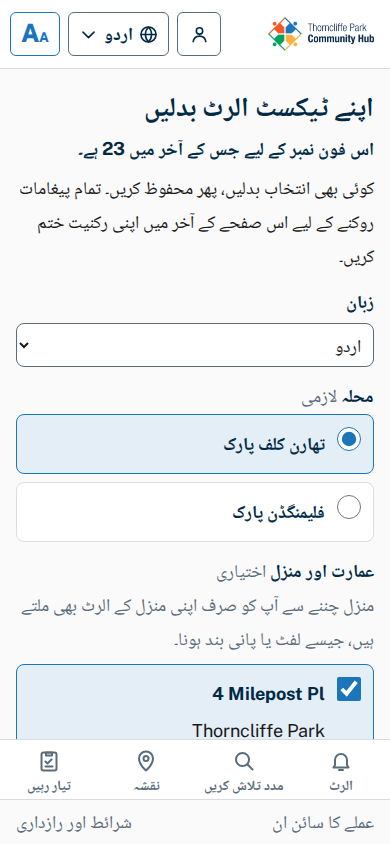 Thorncliffe Park
Community Hub
اردو
AA
اپنے ٹیکسٹ الرٹ بدلیں
اس فون نمبر کے لیے جس کے آخر میں 23 ہے۔
کوئی بھی انتخاب بدلیں، پھر محفوظ کریں۔ تمام پیغامات
روکنے کے لیے اس صفحے کے آخر میں اپنی رکنیت ختم
کریں۔
زبان
اردو
محلہ لازمی
تھارن کلف پارک
فلیمنگڈن پارک
عمارت اور منزل اختیاری
منزل چننے سے آپ کو صرف اپنی منزل کے الرٹ بھی ملتے
ہیں، جیسے لفٹ یا پانی بند ہونا۔
4 Milepost Pl
Thorncliffe Park
الرٹ
مدد تلاش کریں
نقشہ
تیار رہیں
عملے کا سائن ان
شرائط اور رازداری